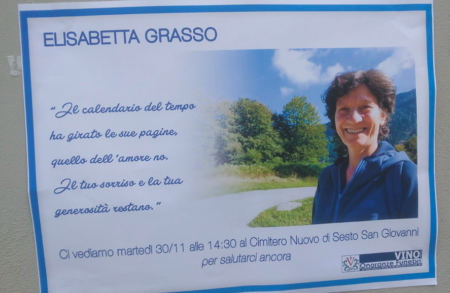 ELISABETTA GRASSO
“Il calendario del tempo
ha girato le sue pagine,
quello dell'amore no.
Il tuo sorriso e la tua
generosità restano.”
Ci vediamo martedì 30/11 alle 14:30 al Cimitero Nuovo di Sesto San Giovanni
per salutarci ancora
VINO
Onoranze Funebri